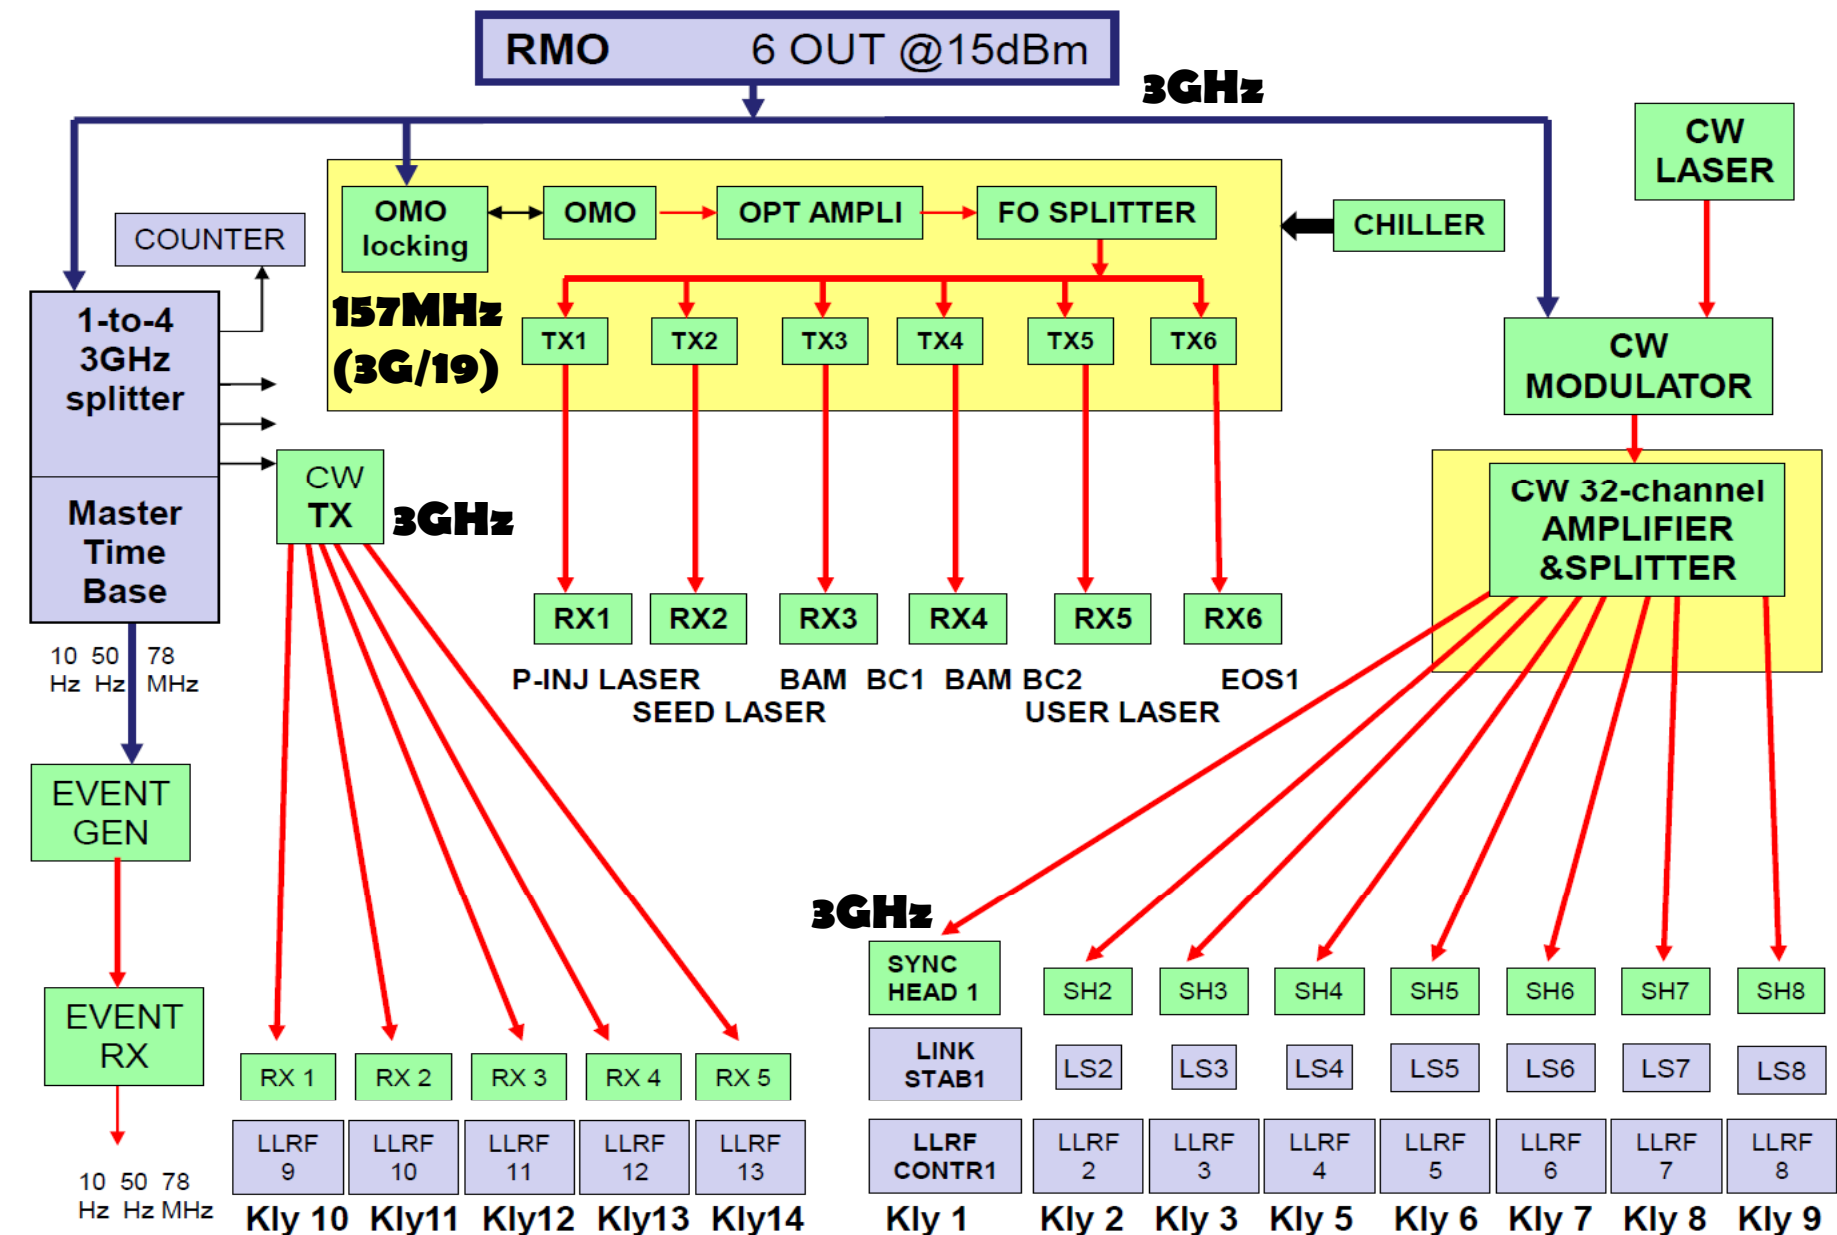 RMO 6 OUT @15dBm
3GHz
CW
LASER
OMO
locking
OMO
OPT AMPLI
FO SPLITTER
CHILLER
COUNTER
157MHz
(3G/19)
1-to-4
3GHz
splitter
TX1 TX2 TX3 TX4 TX5 TX6
CW
MODULATOR
CW
TX
3GHz
CW 32-channel
AMPLIFIER
&SPLITTER
Master
Time
Base
RX1 RX2 RX3 RX4 RX5 RX6
10 50 78
Hz Hz MHz
P-INJ LASER BAM BC1 BAM BC2 EOS1
SEED LASER USER LASER
EVENT
GEN
3GHz
SYNC
HEAD 1
SH2 SH3 SH4 SH5 SH6 SH7 SH8
EVENT
RX
RX 1 RX 2 RX 3 RX 4 RX 5
LINK
STAB1
LS2 LS3 LS4 LS5 LS6 LS7 LS8
LLRF LLRF LLRF LLRF LLRF
9 10 11 12 13
LLRF
CONTR1
LLRF LLRF LLRF LLRF LLRF LLRF LLRF
2 3 4 5 6 7 8
10 50 78
Hz Hz MHz
Kly 10 Kly11 Kly12 Kly13 Kly14
Kly 1 Kly 2 Kly 3 Kly 5 Kly 6 Kly 7 Kly 8 Kly 9